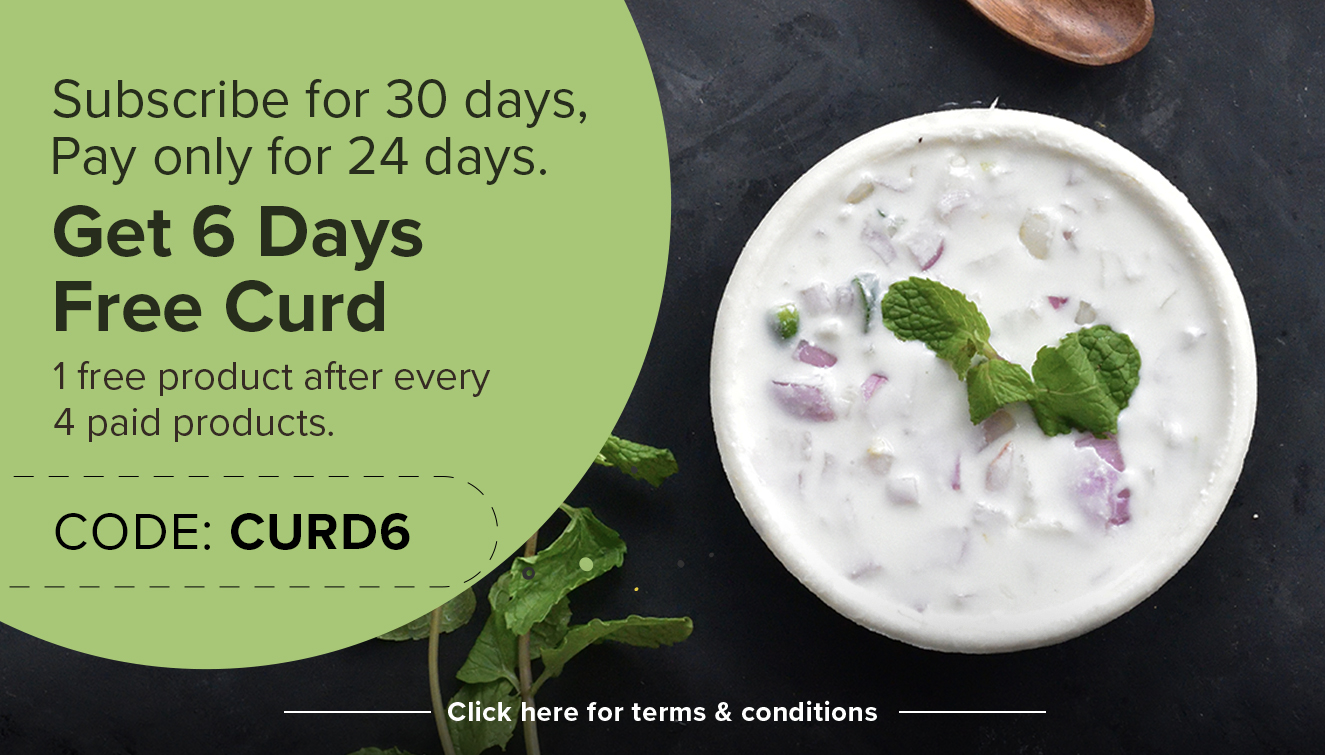 Subscribe for 30 days,
Pay only for 24 days.
Get 6 Days
Free Curd
1 free product after every
4 paid products.
CODE: CURD6
Click here for terms & conditions